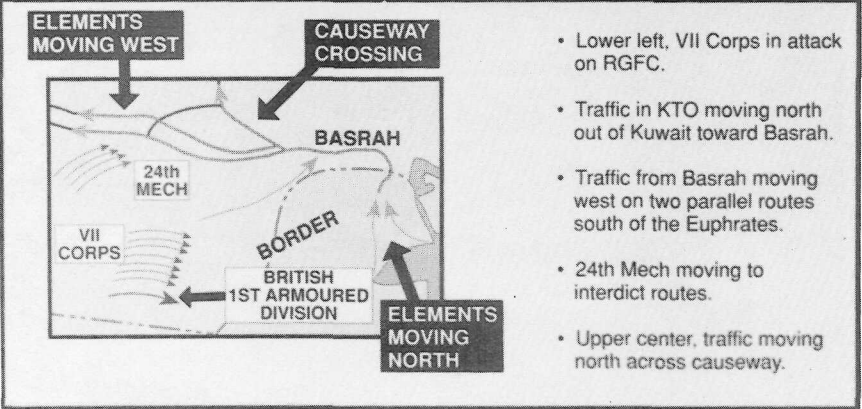 ELEMENTS
MOVING WEST
CAUSEWAY
CROSSING
BASRAH
24th
MECH
VII
CORPS
BORDER
BRITISH
1ST ARMOURED
DIVISION
ELEMENTS
MOVING
NORTH
• Lower left, VII Corps in attack
on RGFC.
• Traffic in KTO moving north
out of Kuwait toward Basrah.
• Traffic from Basrah moving
west on two parallel routes
south of the Euphrates.
• 24th Mech moving to
interdict routes.
• Upper center, traffic moving
north across causeway.